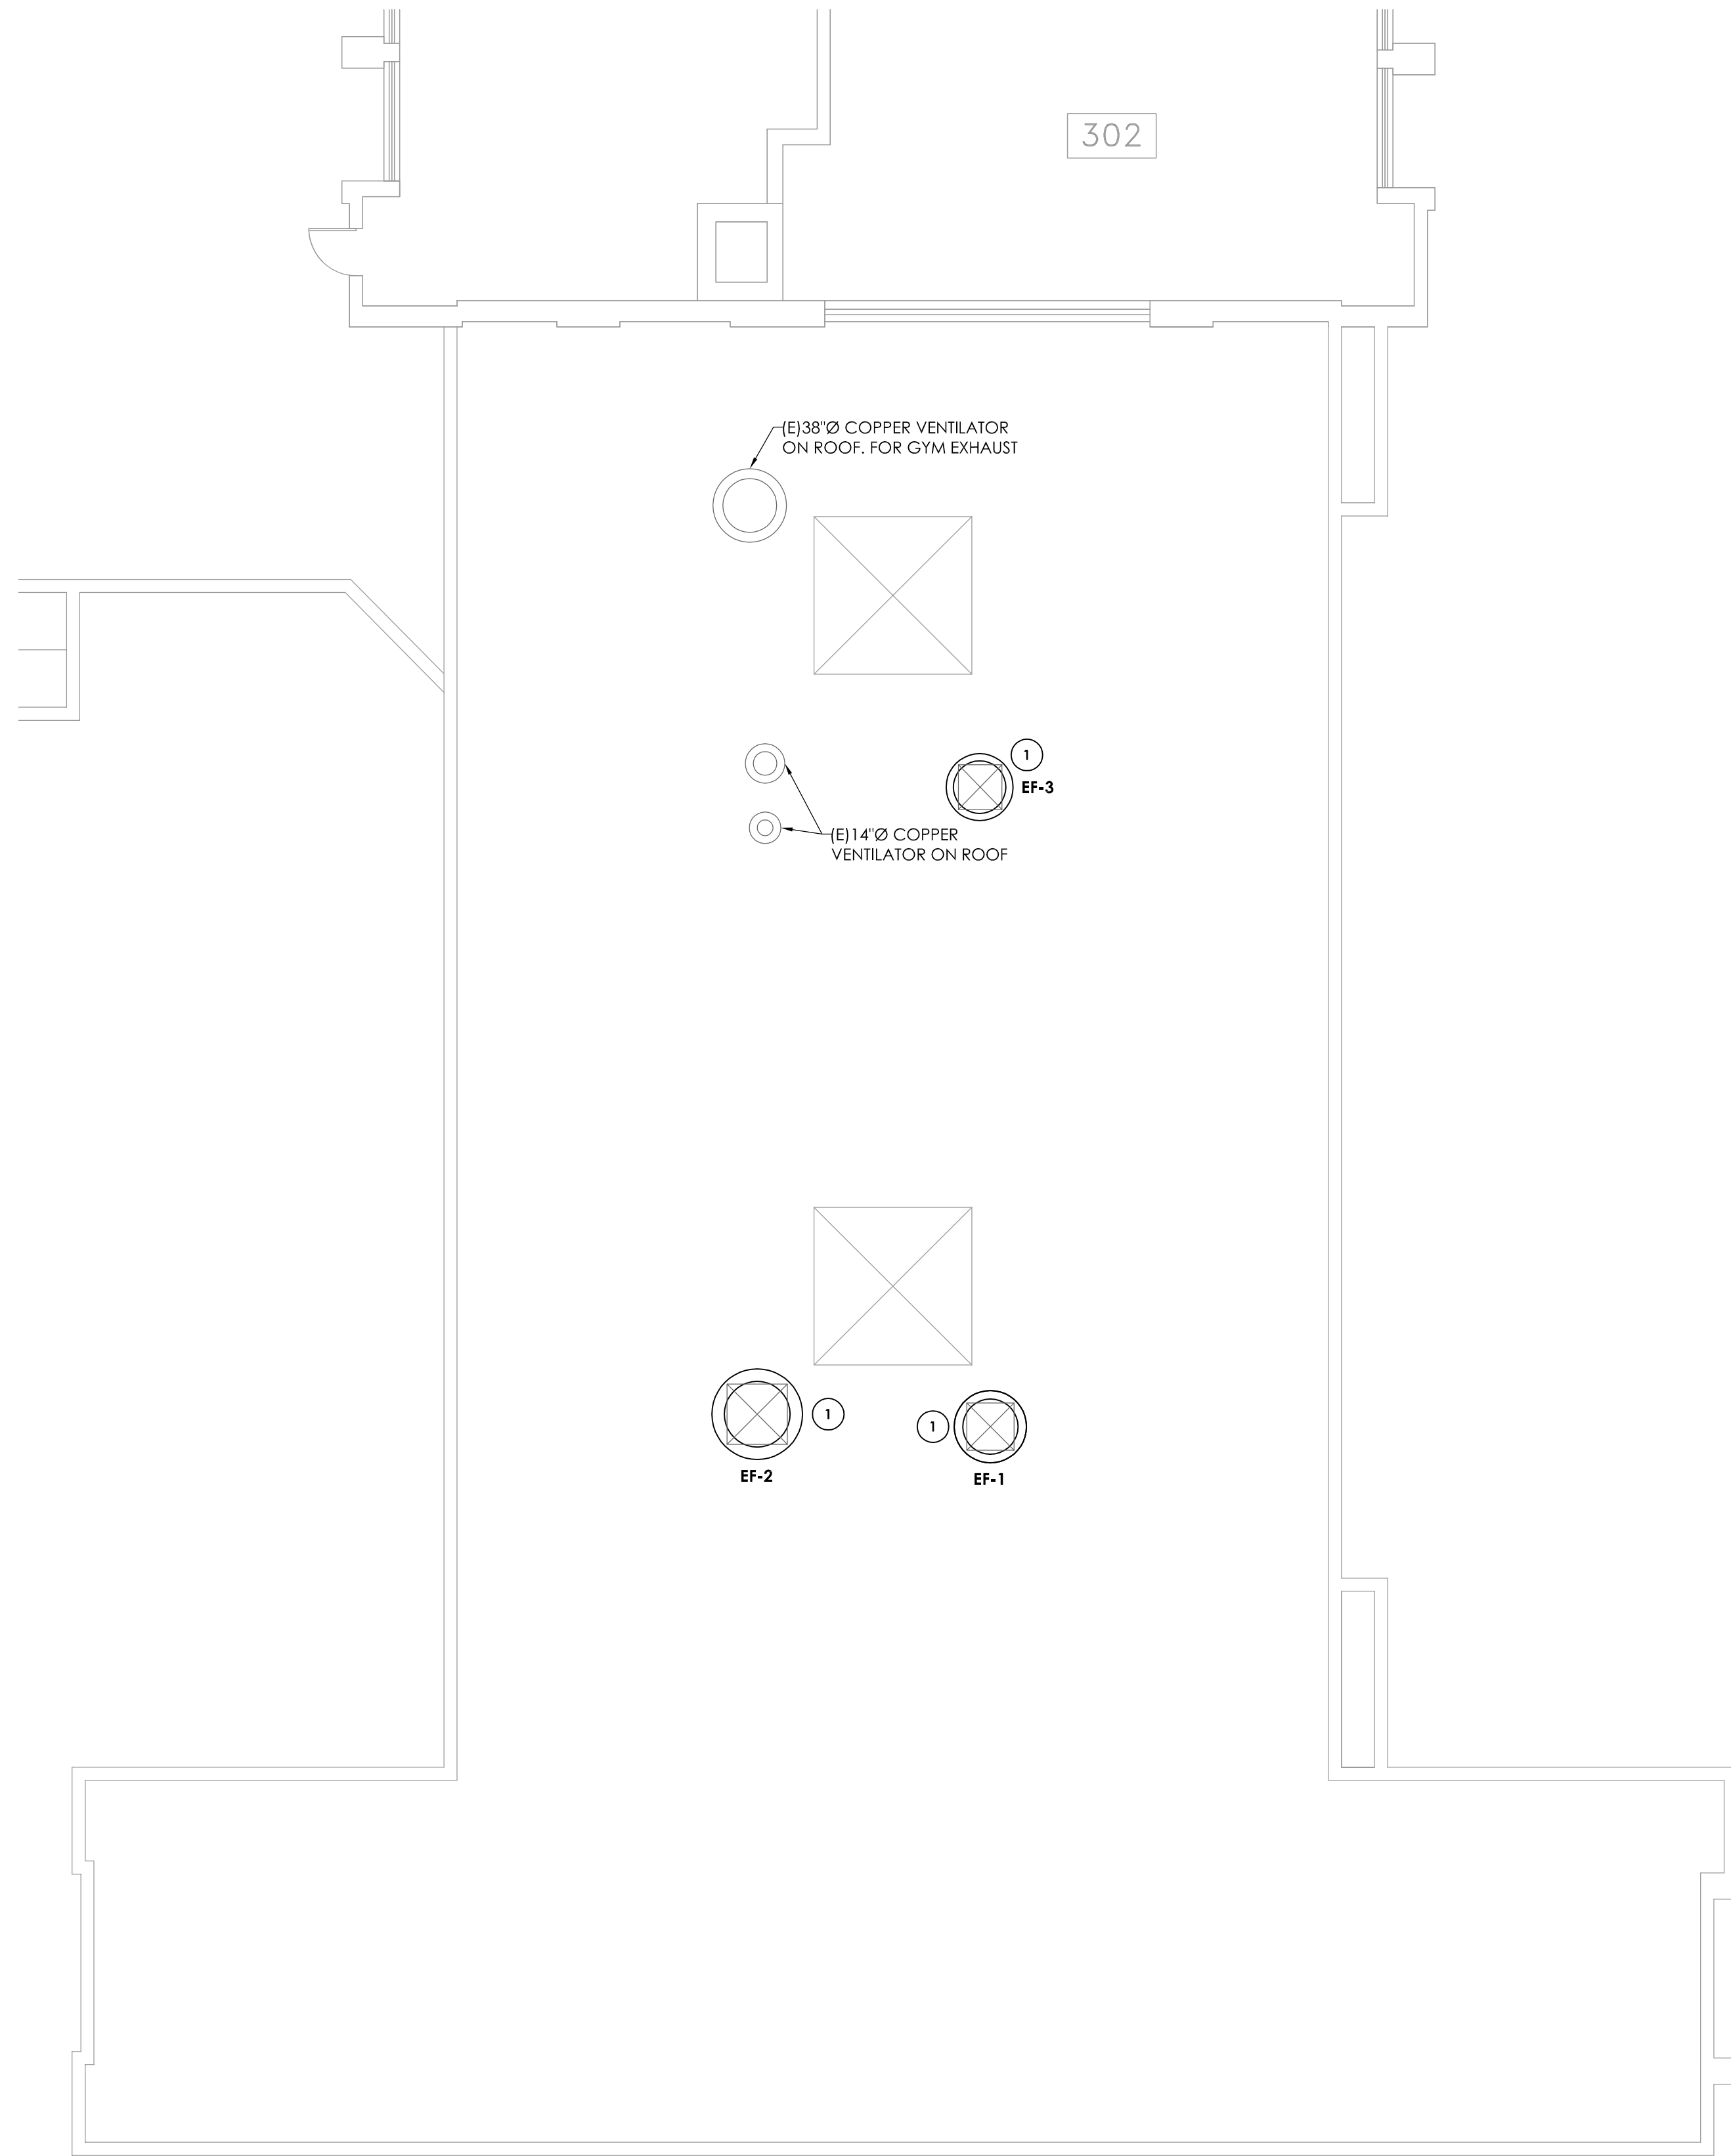 302
(E)38"Ø COPPER VENTILATOR
ON ROOF. FOR GYM EXHAUST
1
EF-3
(E)14"Ø COPPER
VENTILATOR ON ROOF
1
1
EF-2
EF-1